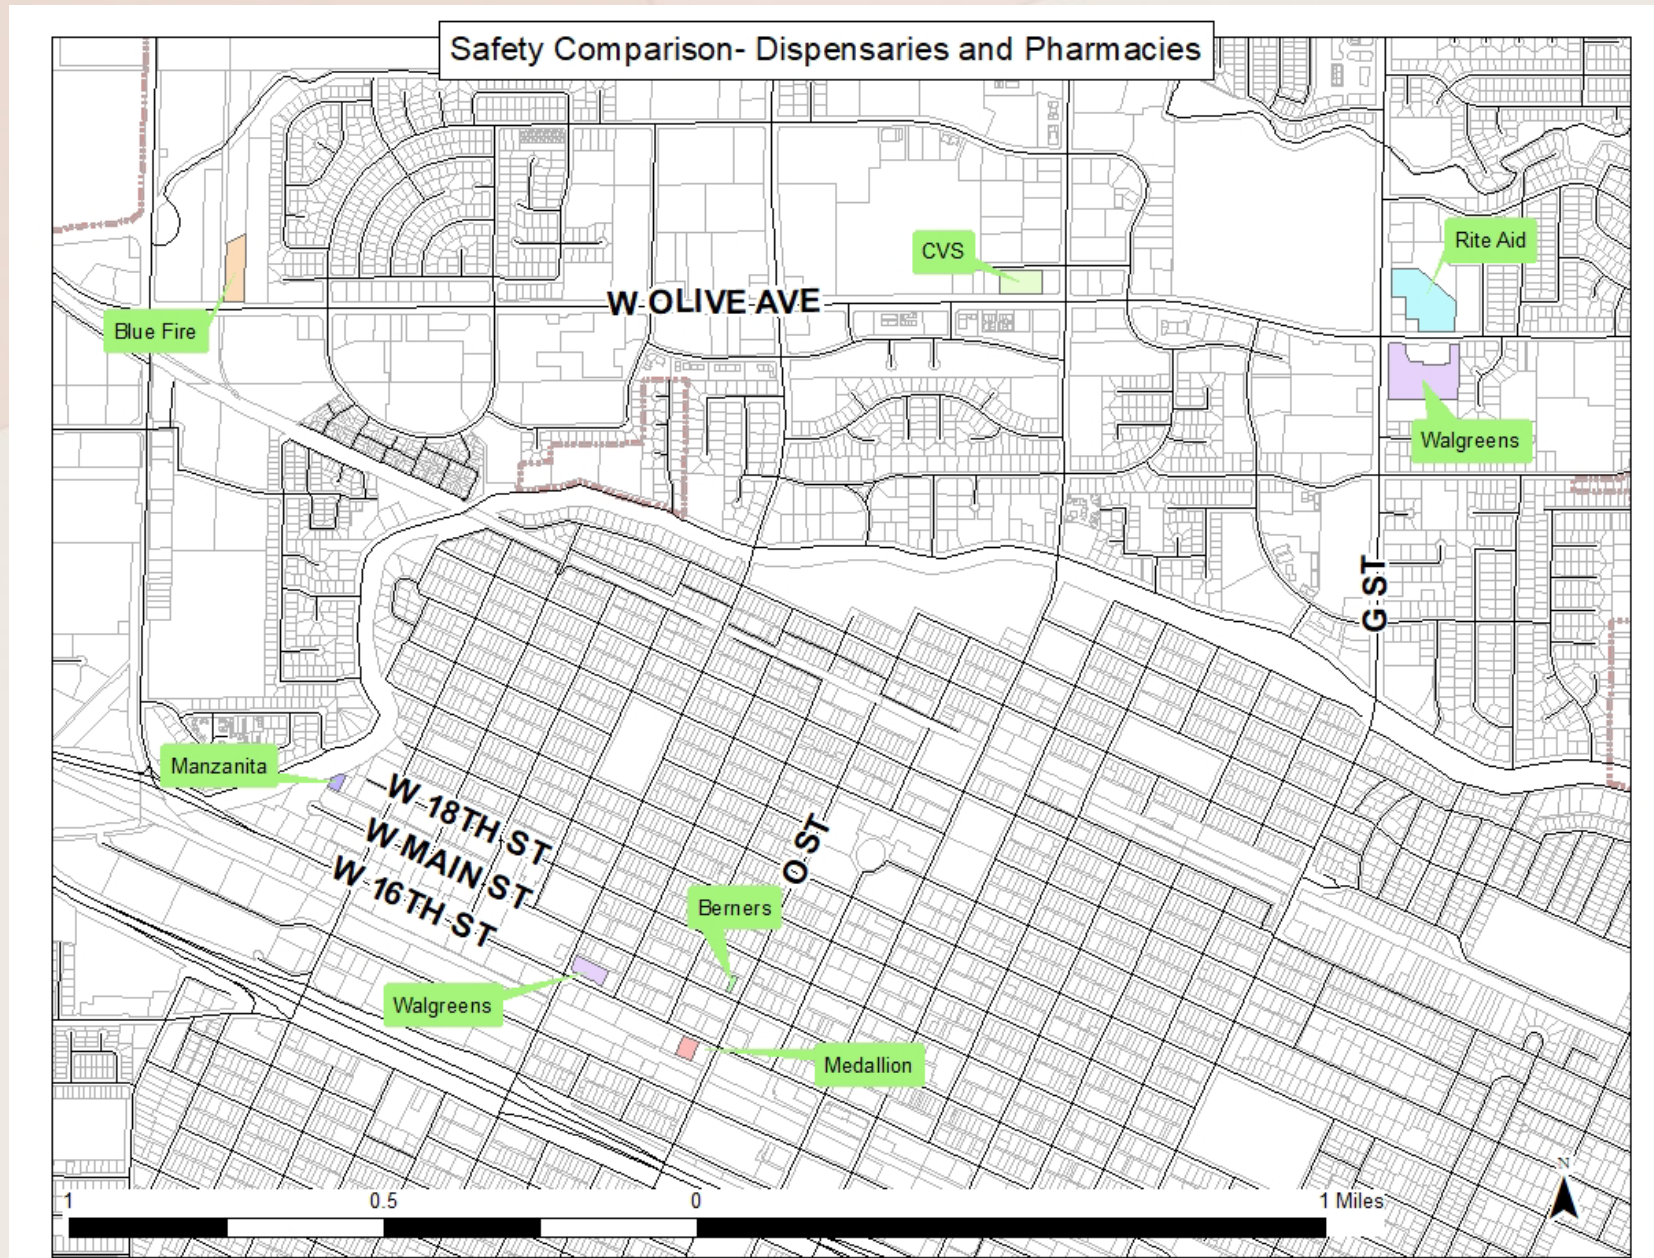 Safety Comparison- Dispensaries and Pharmacies
Rite Aid
CVS
W OLIVE AVE
Blue Fire
Walgreens
G ST
Manzanita
W 18TH ST
W MAIN ST
W 16TH ST
O ST
Berners
Walgreens
Medallion
N
1 0.5 0 1 Miles